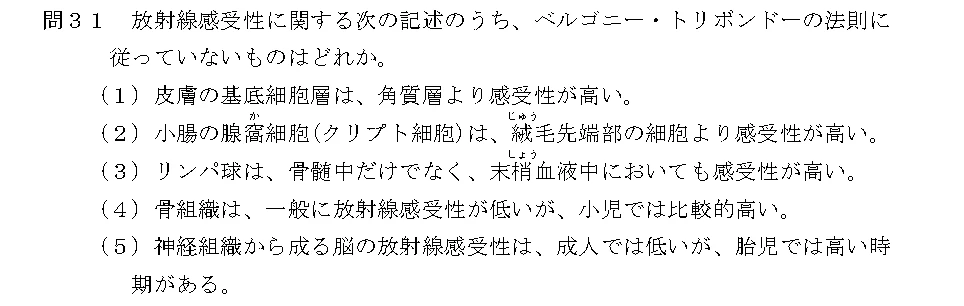 問３１　放射線感受性に関する次の記述のうち、ベルゴニー・トリボンドーの法則に
従っていないものはどれか。
（１）皮膚の基底細胞層は、角質層より感受性が高い。
（２）小腸の腺窩細胞(クリプト細胞)は、絨毛先端部の細胞より感受性が高い。
（３）リンパ球は、骨髄中だけでなく、末梢血液中においても感受性が高い。
（４）骨組織は、一般に放射線感受性が低いが、小児では比較的高い。
（５）神経組織から成る脳の放射線感受性は、成人では低いが、胎児では高い時
期がある。